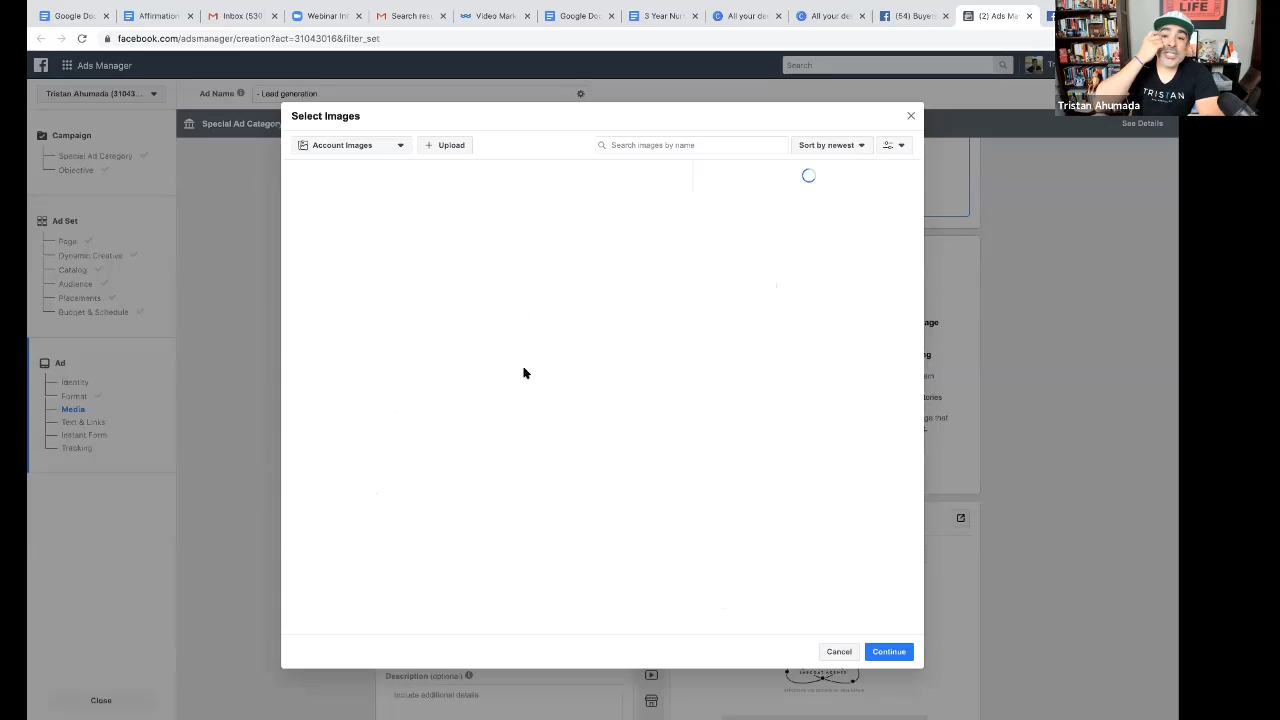 Google Do
Affirmation
Inbox (530
Webinar Inf
Search res
Video M
Google Do
3 Year Nu
All your de
All your de
(54) Buye
(2) Ads Ma
facebook.com/adsmanager/creation?act=31043016&filter_set
Ads Manager
Search
Tristan Ahumada (31043...
Ad Name
- Lead generation
Special Ad Category
See Details
Campaign
Special Ad Category
Objective
Ad Set
Page
Dynamic Creative
Catalog
Audience
Placements
Budget & Schedule
Ad
Identity
Format
Media
Text & Links
Instant Form
Tracking
Close
Select Images
Account Images
+ Upload
Search images by name
Sort by newest
Cancel
Continue
Description (optional)
Include additional details
LIFE
TRISTAN
Tristan Ahumada